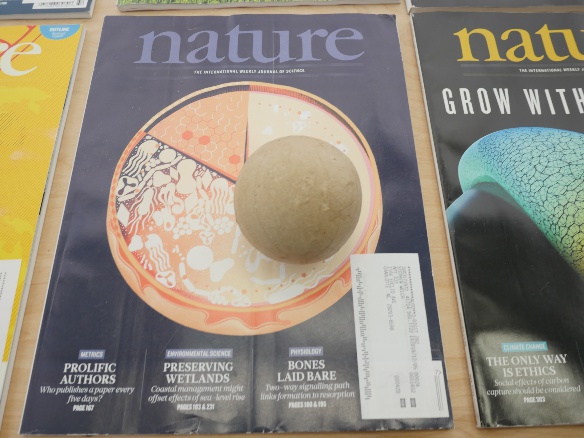 OUTLOOK
e
nature
THE INTERNATIONAL WEEKLY JOURNAL OF SCIENCE
METRICS
PROLIFIC
AUTHORS
Who publishes a paper every
five days?
PAGE 167
ENVIRONMENTAL SCIENCE
PRESERVING
WETLANDS
Coastal management might
offset effects of sea-level rise
PAGES 183 & 231
PHYSIOLOGY
BONES
LAID BARE
Two-way signalling path
links formation to resorption
PAGES 180 & 195
natu
THE INTERNATIONAL WEEKLY
GROW WITH
CLIMATE CHANGE
THE ONLY WAY
IS ETHICS
Social effects of carbon
capture should be considered
PAGE 303